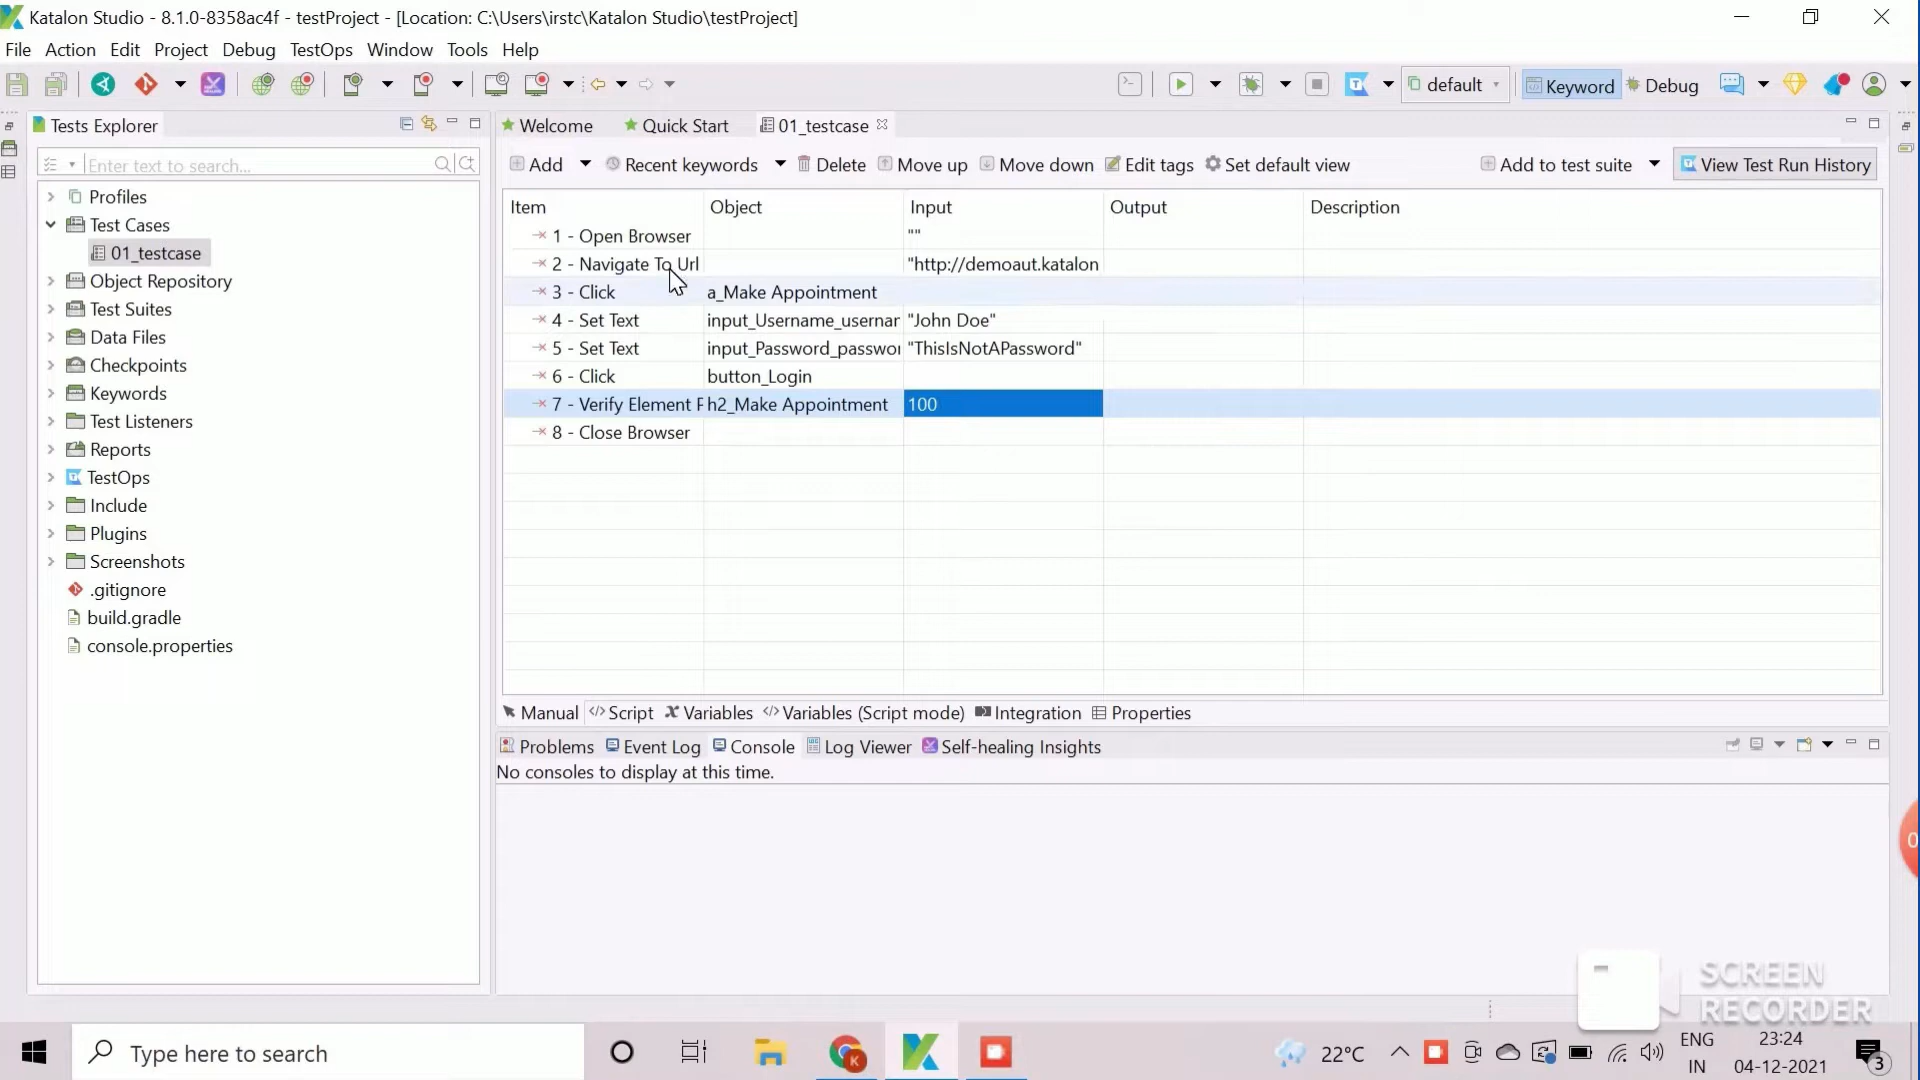 Katalon Studio - 8.1.0-8358ac4f - testProject - [Location: C:\Users\irstc\Katalon Studio\testProject]
File Action Edit Project Debug TestOps Window Tools Help
default Keyword Debug
Tests Explorer
Enter text to search...
Profiles
Test Cases
01_testcase
Object Repository
Test Suites
Data Files
Checkpoints
Keywords
Test Listeners
Reports
TestOps
Include
Plugins
Screenshots
.gitignore
build.gradle
console.properties
Welcome Quick Start 01_testcase
Add Recent keywords Delete Move up Move down Edit tags Set default view Add to test suite View Test Run History
Item Object Input Output Description
1 - Open Browser ""
2 - Navigate To Url "http://demoaut.katalon
3 - Click a_Make Appointment
4 - Set Text input_Username_usernar "John Doe"
5 - Set Text input_Password_passwor "ThisIsNotAPassword"
6 - Click button_Login
7 - Verify Element P h2_Make Appointment 100
8 - Close Browser
Manual Script Variables Variables (Script mode) Integration Properties
Problems Event Log Console Log Viewer Self-healing Insights
No consoles to display at this time.
0
SCREEN
RECORDER
Type here to search
K
22°C
ENG
IN
23:24
04-12-2021
3